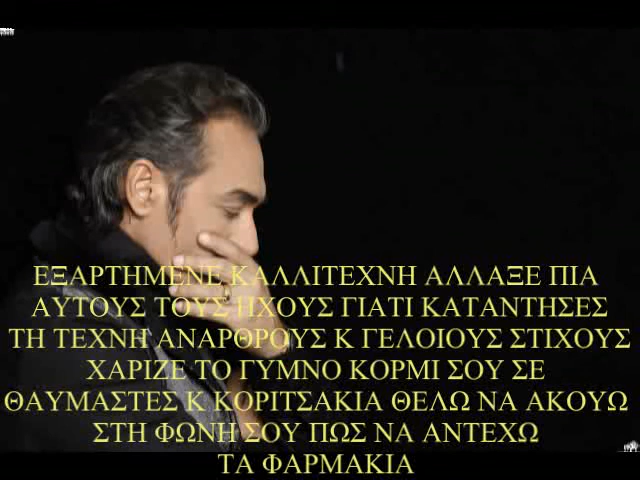 ΕΞΑΡΤΗΜΕΝΕ ΚΑΛΛΙΤΕΧΝΗ ΑΛΛΑΞΕ ΠΙΑ
ΑΥΤΟΥΣ ΤΟΥΣ ΗΧΟΥΣ ΓΙΑΤΙ ΚΑΤΑΝΤΗΣΕΣ
ΤΗ ΤΕΧΝΗ ΑΝΑΡΘΡΟΥΣ Κ ΓΕΛΟΙΟΥΣ ΣΤΙΧΟΥΣ
ΧΑΡΙΖΕ ΤΟ ΓΥΜΝΟ ΚΟΡΜΙ ΣΟΥ ΣΕ
ΘΑΥΜΑΣΤΕΣ Κ ΚΟΡΙΤΣΑΚΙΑ ΘΕΛΩ ΝΑ ΑΚΟΥΩ
ΣΤΗ ΦΩΝΗ ΣΟΥ ΠΩΣ ΝΑ ΑΝΤΕΧΩ
ΤΑ ΦΑΡΜΑΚΙΑ